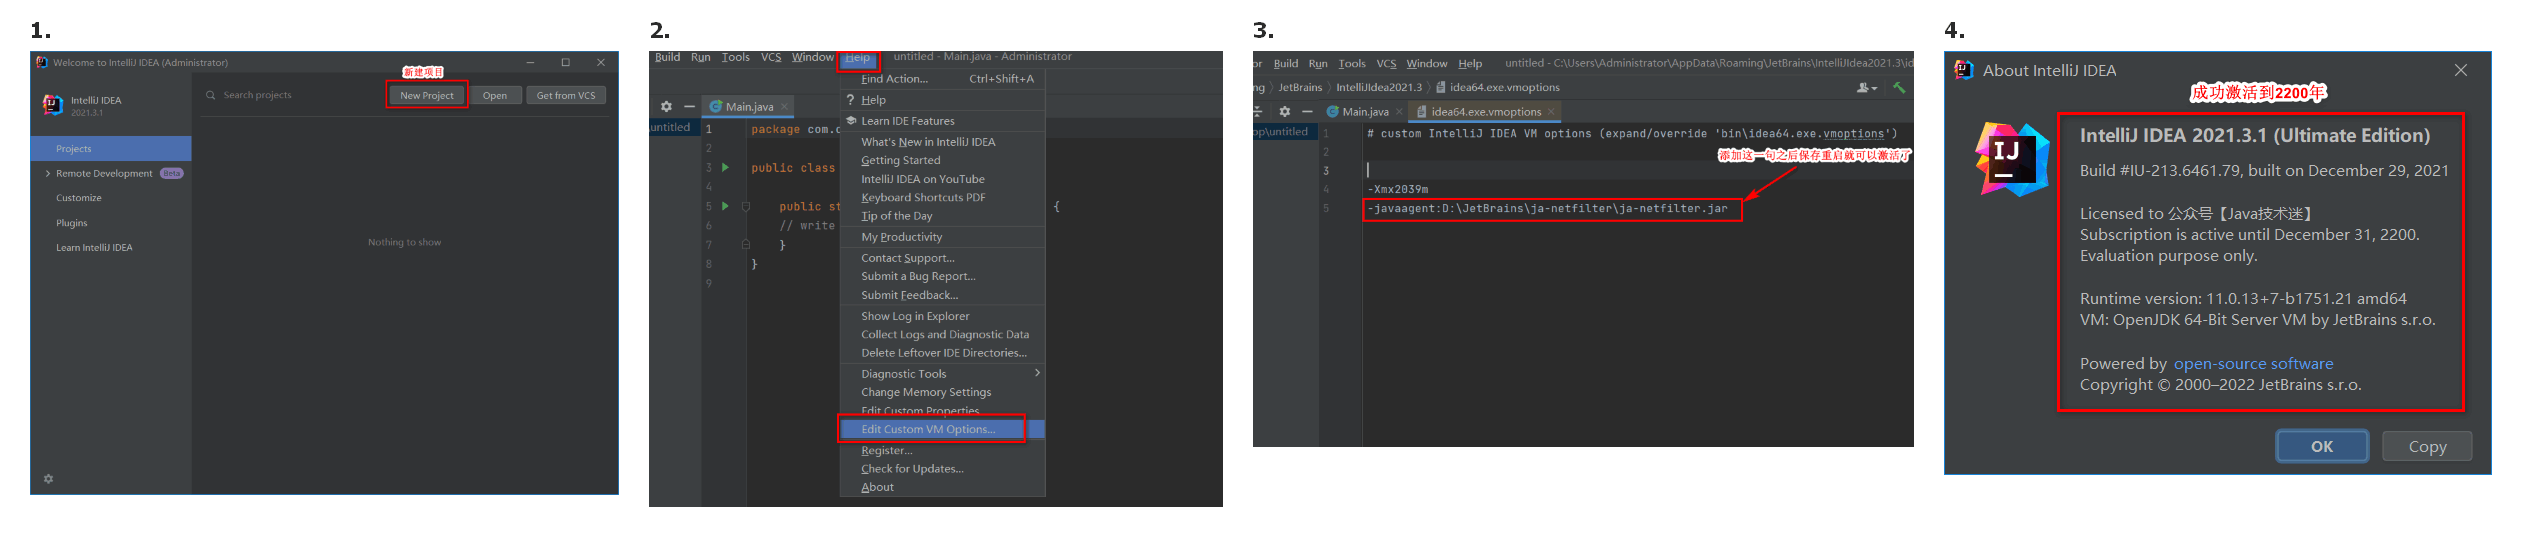 1.
Welcome to IntelliJ IDEA (Administrator)
新建项目
IntelliJ IDEA
2021.3.1
Search projects
New Project
Open
Get from VCS
Projects
Remote Development
Beta
Customize
Plugins
Learn IntelliJ IDEA
Nothing to show
2.
Build Run Tools VCS Window Help untitled - Main.java - Administrator
Find Action... Ctrl+Shift+A
Main.java
? Help
\untitled
Learn IDE Features
1 package com.
What's New in IntelliJ IDEA
2
Getting Started
3 public class
IntelliJ IDEA on YouTube
4
Keyboard Shortcuts PDF
5 public st {
Tip of the Day
6 // write
My Productivity
7 }
Contact Support...
8 }
Submit a Bug Report...
9
Submit Feedback...
Show Log in Explorer
Collect Logs and Diagnostic Data
Delete Leftover IDE Directories...
Diagnostic Tools
Change Memory Settings
Edit Custom Properties
Edit Custom VM Options...
Register...
Check for Updates...
About
3.
or Build Run Tools VCS Window Help untitled - C:\Users\Administrator\AppData\Roaming\JetBrains\IntelliJIdea2021.3\id
ng JetBrains IntelliJIdea2021.3 idea64.exe.vmoptions
Main.java idea64.exe.vmoptions
op\untitled
1 # custom IntelliJ IDEA VM options (expand/override 'bin\idea64.exe.vmoptions')
2
添加这一句之后保存重启就可以激活了
3
4 -Xmx2039m
5 -javaagent:D:\JetBrains\ja-netfilter\ja-netfilter.jar
4.
About IntelliJ IDEA
成功激活到2200年
IJ
IntelliJ IDEA 2021.3.1 (Ultimate Edition)
Build #IU-213.6461.79, built on December 29, 2021
Licensed to 公众号【Java技术迷】
Subscription is active until December 31, 2200.
Evaluation purpose only.
Runtime version: 11.0.13+7-b1751.21 amd64
VM: OpenJDK 64-Bit Server VM by JetBrains s.r.o.
Powered by open-source software
Copyright © 2000–2022 JetBrains s.r.o.
OK
Copy